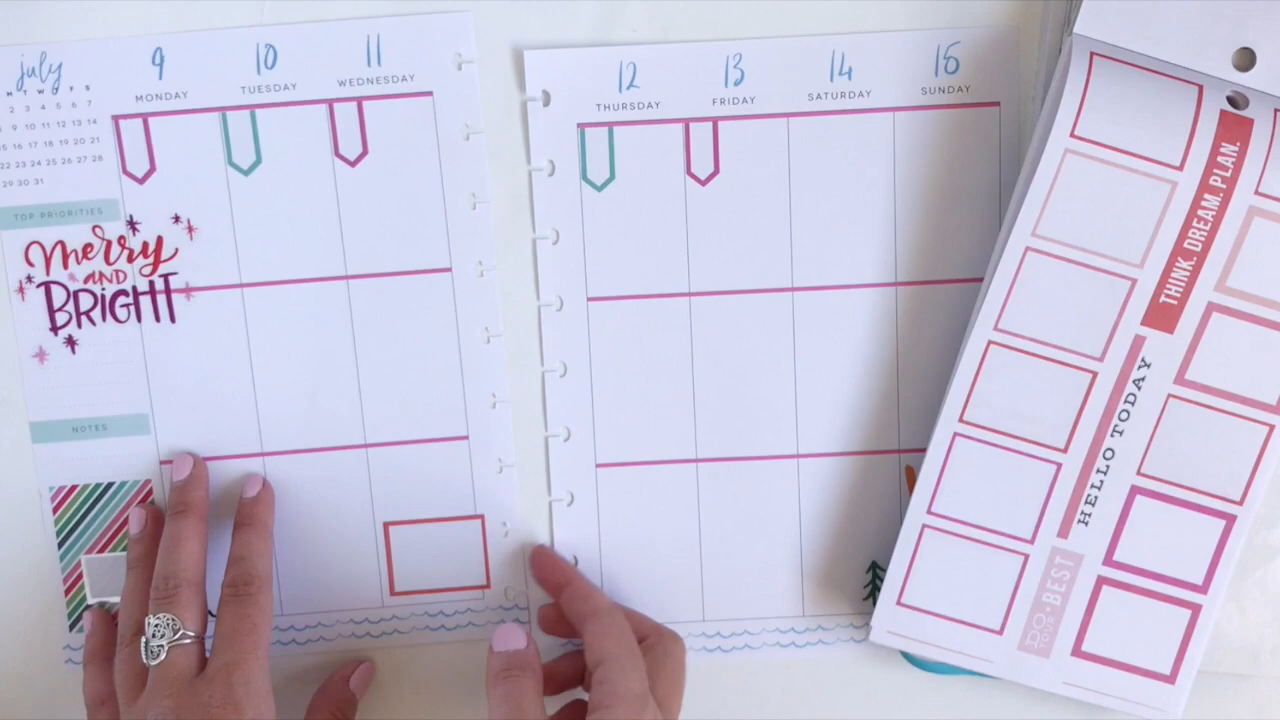 july
M T W T F S
2 3 4 5 6 7
9 10 11 12 13 14
16 17 18 19 20 21
22 23 24 25 26 27 28
29 30 31
TOP PRIORITIES
Merry
AND
BRIGHT
NOTES
9
MONDAY
10
TUESDAY
11
WEDNESDAY
12
THURSDAY
13
FRIDAY
14
SATURDAY
15
SUNDAY
THINK. DREAM. PLAN.
HELLO TODAY
DO YOUR BEST